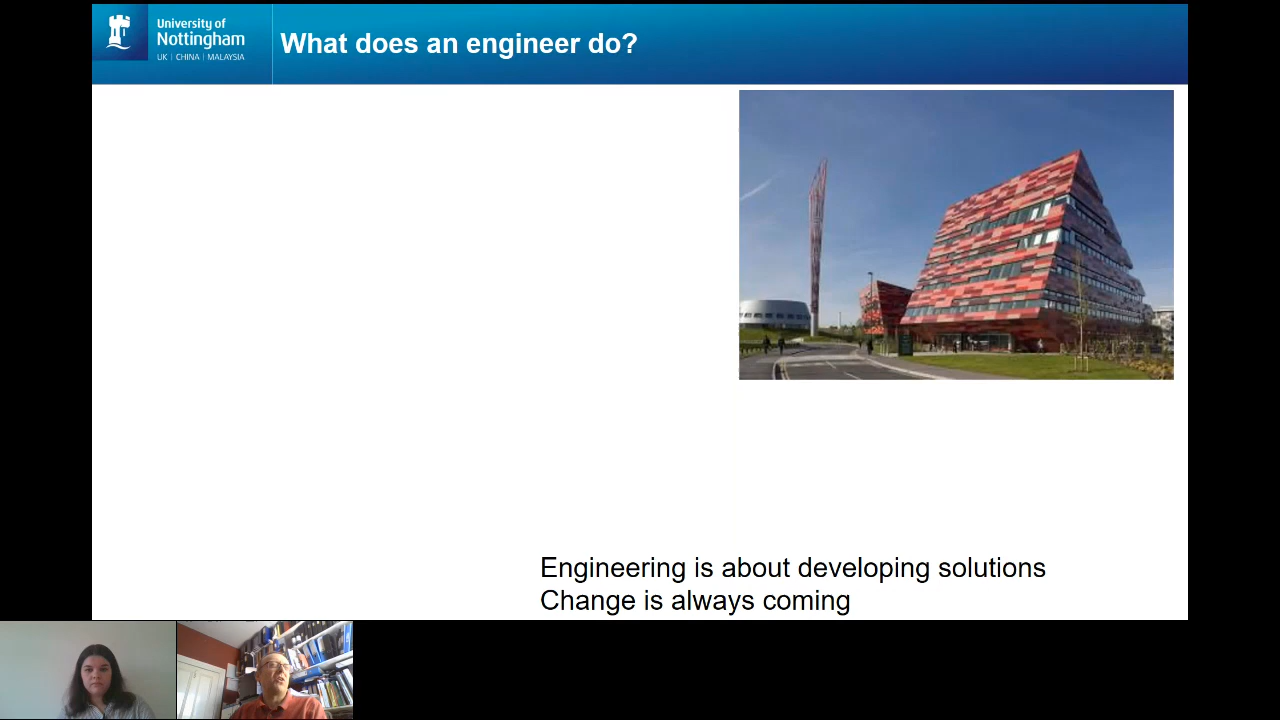 University of
Nottingham
UK | CHINA | MALAYSIA
What does an engineer do?
Engineering is about developing solutions
Change is always coming